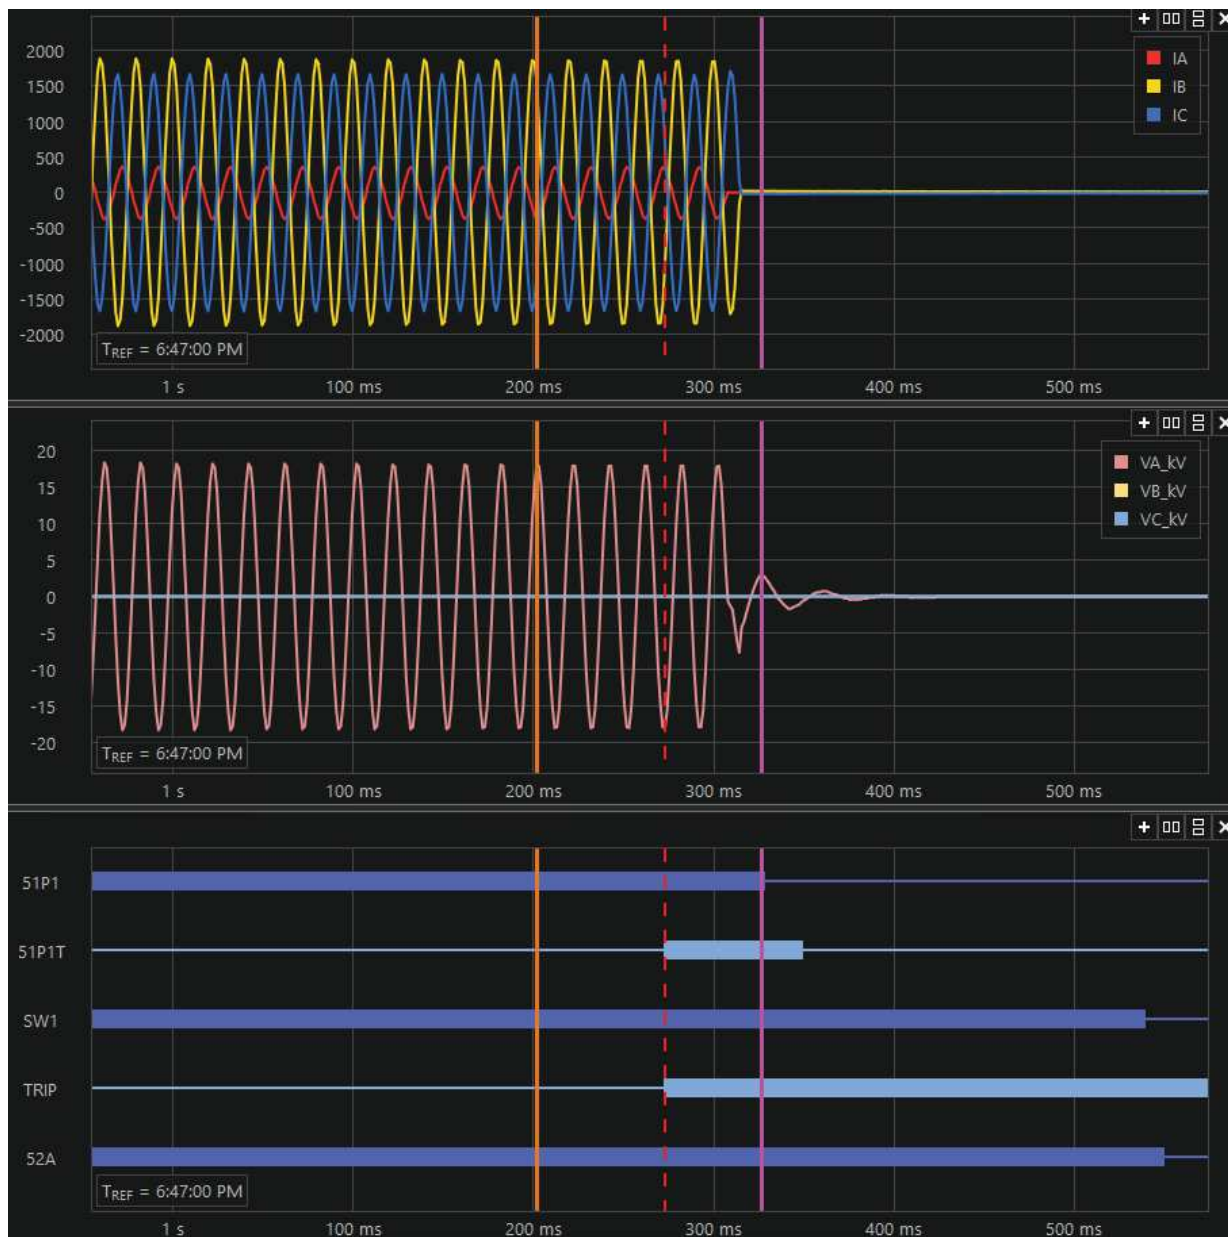 IA
IB
IC
2000
1500
1000
500
0
-500
-1000
-1500
-2000
TREF = 6:47:00 PM
1 s 100 ms 200 ms 300 ms 400 ms 500 ms
VA_kV
VB_kV
VC_kV
20
15
10
5
0
-5
-10
-15
-20
TREF = 6:47:00 PM
1 s 100 ms 200 ms 300 ms 400 ms 500 ms
51P1
51P1T
SW1
TRIP
52A
TREF = 6:47:00 PM
1 s 100 ms 200 ms 300 ms 400 ms 500 ms